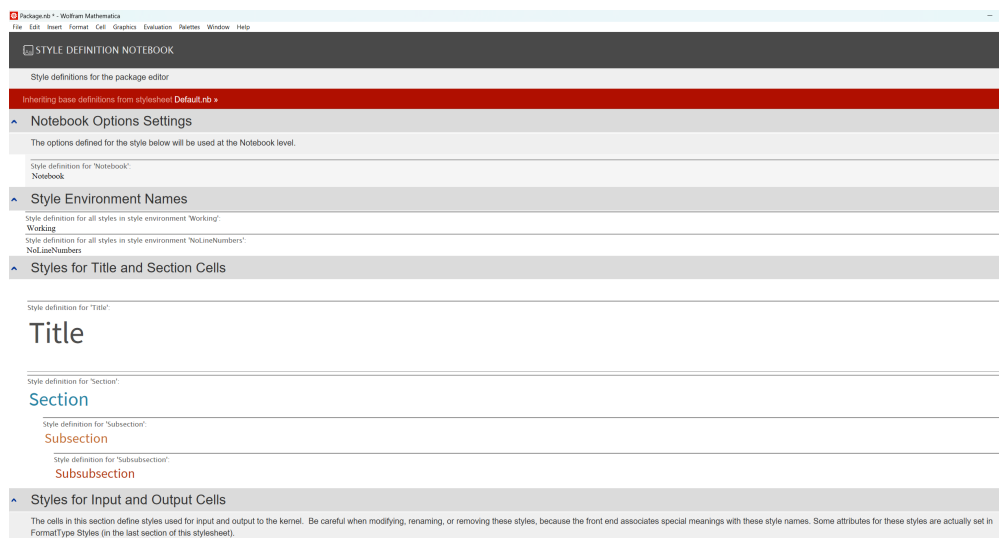 Package.nb * - Wolfram Mathematica
File Edit Insert Format Cell Graphics Evaluation Palettes Window Help
STYLE DEFINITION NOTEBOOK
Style definitions for the package editor
Inheriting base definitions from stylesheet Default.nb »
Notebook Options Settings
The options defined for the style below will be used at the Notebook level.
Style definition for 'Notebook':
Notebook
Style Environment Names
Style definition for all styles in style environment 'Working':
Working
Style definition for all styles in style environment 'NoLineNumbers':
NoLineNumbers
Styles for Title and Section Cells
Style definition for 'Title':
Title
Style definition for 'Section':
Section
Style definition for 'Subsection':
Subsection
Style definition for 'Subsubsection':
Subsubsection
Styles for Input and Output Cells
The cells in this section define styles used for input and output to the kernel. Be careful when modifying, renaming, or removing these styles, because the front end associates special meanings with these style names. Some attributes for these styles are actually set in
FormatType Styles (in the last section of this stylesheet).